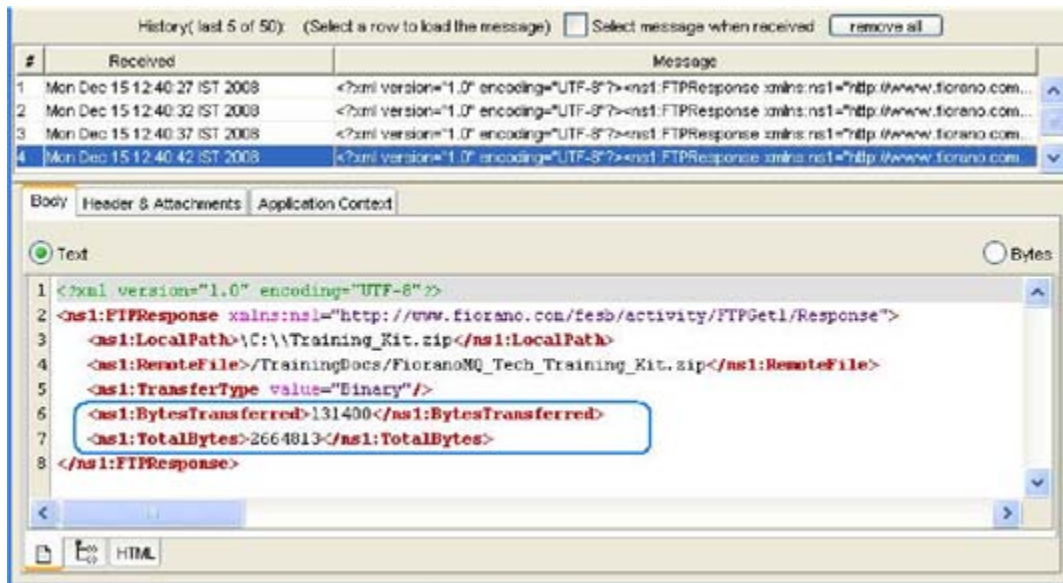 History( last 5 of 50): (Select a row to load the message) Select message when received remove all
# Received Message
1 Mon Dec 15 12:40:27 IST 2008 <?xml version="1.0" encoding="UTF-8"?><ns1:FTPResponse xmlns:ns1="http://www.fiorano.com...
2 Mon Dec 15 12:40:32 IST 2008 <?xml version="1.0" encoding="UTF-8"?><ns1:FTPResponse xmlns:ns1="http://www.fiorano.com...
3 Mon Dec 15 12:40:37 IST 2008 <?xml version="1.0" encoding="UTF-8"?><ns1:FTPResponse xmlns:ns1="http://www.fiorano.com...
4 Mon Dec 15 12:40:42 IST 2008 <?xml version="1.0" encoding="UTF-8"?><ns1:FTPResponse xmlns:ns1="http://www.fiorano.com...
Body Header & Attachments Application Context
Text Bytes
1 <?xml version="1.0" encoding="UTF-8"?>
2 <ns1:FTPResponse xmlns:ns1="http://www.fiorano.com/fesb/activity/FTPGet1/Response">
3 <ns1:LocalPath>\C:\\Training_Kit.zip</ns1:LocalPath>
4 <ns1:RemoteFile>/TrainingDocs/FioranoMQ_Tech_Training_Kit.zip</ns1:RemoteFile>
5 <ns1:TransferType value="Binary"/>
6 <ns1:BytesTransferred>131400</ns1:BytesTransferred>
7 <ns1:TotalBytes>2664813</ns1:TotalBytes>
8 </ns1:FTPResponse>
HTML